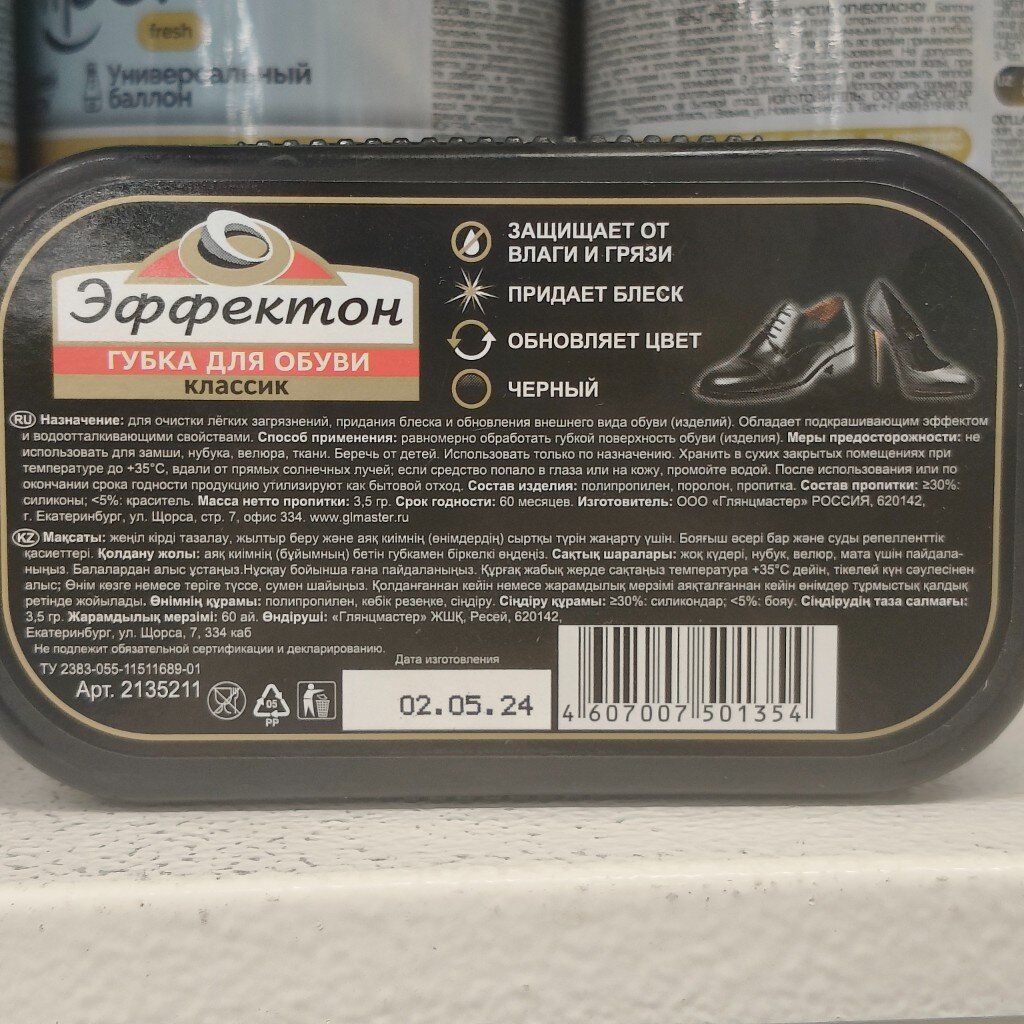 fresh
Универсальный
баллон
ЗАЩИЩАЕТ ОТ
ВЛАГИ И ГРЯЗИ
ПРИДАЕТ БЛЕСК
ОБНОВЛЯЕТ ЦВЕТ
ЧЕРНЫЙ
Эффектон
ГУБКА ДЛЯ ОБУВИ
КЛАССИК
RU Назначение: для очистки лёгких загрязнений, придания блеска и обновления внешнего вида обуви (изделий). Обладает подкрашивающим эффектом
и водоотталкивающими свойствами. Способ применения: равномерно обработать губкой поверхность обуви (изделия). Меры предосторожности: не
использовать для замши, нубука, велюра, ткани. Беречь от детей. Использовать только по назначению. Хранить в сухих закрытых помещениях при
температуре до +35°С, вдали от прямых солнечных лучей; если средство попало в глаза или на кожу, промойте водой. После использования или по
окончании срока годности продукцию утилизируют как бытовой отход. Состав изделия: полипропилен, поролон, пропитка. Состав пропитки: ≥30%:
силиконы; <5%: краситель. Масса нетто пропитки: 3,5 гр. Срок годности: 60 месяцев. Изготовитель: ООО «Глянцмастер» РОССИЯ, 620142,
г. Екатеринбург, ул. Щорса, стр. 7, офис 334. www.glmaster.ru
KZ Мақсаты: жеңіл кірді тазалау, жылтыр беру және аяқ киімнің (өнімдердің) сыртқы түрін жаңарту үшін. Бояғыш әсері бар және суды репелленттік
қасиеттері. Қолдану жолы: аяқ киімнің (бұйымның) бетін губкамен біркелкі өңдеңіз. Сақтық шаралары: жоқ күдері, нубук, велюр, мата үшін пайдала-
ныңыз. Балалардан алыс ұстаңыз.Нұсқау бойынша ғана пайдаланыңыз. Құрғақ жабық жерде сақтаңыз температура +35°С дейін, тікелей күн сәулесінен
алыс; Өнім көзге немесе теріге түссе, сумен шайыңыз. Қолданғаннан кейін немесе жарамдылық мерзімі аяқталғаннан кейін өнімдер тұрмыстық қалдық
ретінде жойылады. Өнімнің құрамы: полипропилен, көбік резеңке, сіңдіру. Сіңдіру құрамы: ≥30%: силикондар; <5%: бояу. Сіңдірудің таза салмағы:
3,5 гр. Жарамдылық мерзімі: 60 ай. Өндіруші: «Глянцмастер» ЖШҚ, Ресей, 620142,
Екатеринбург, ул. Щорса, 7, 334 каб
Не подлежит обязательной сертификации и декларированию.
ТУ 2383-055-11511689-01
Арт. 2135211
05
PP
Дата изготовления
02.05.24
4 607007 501354